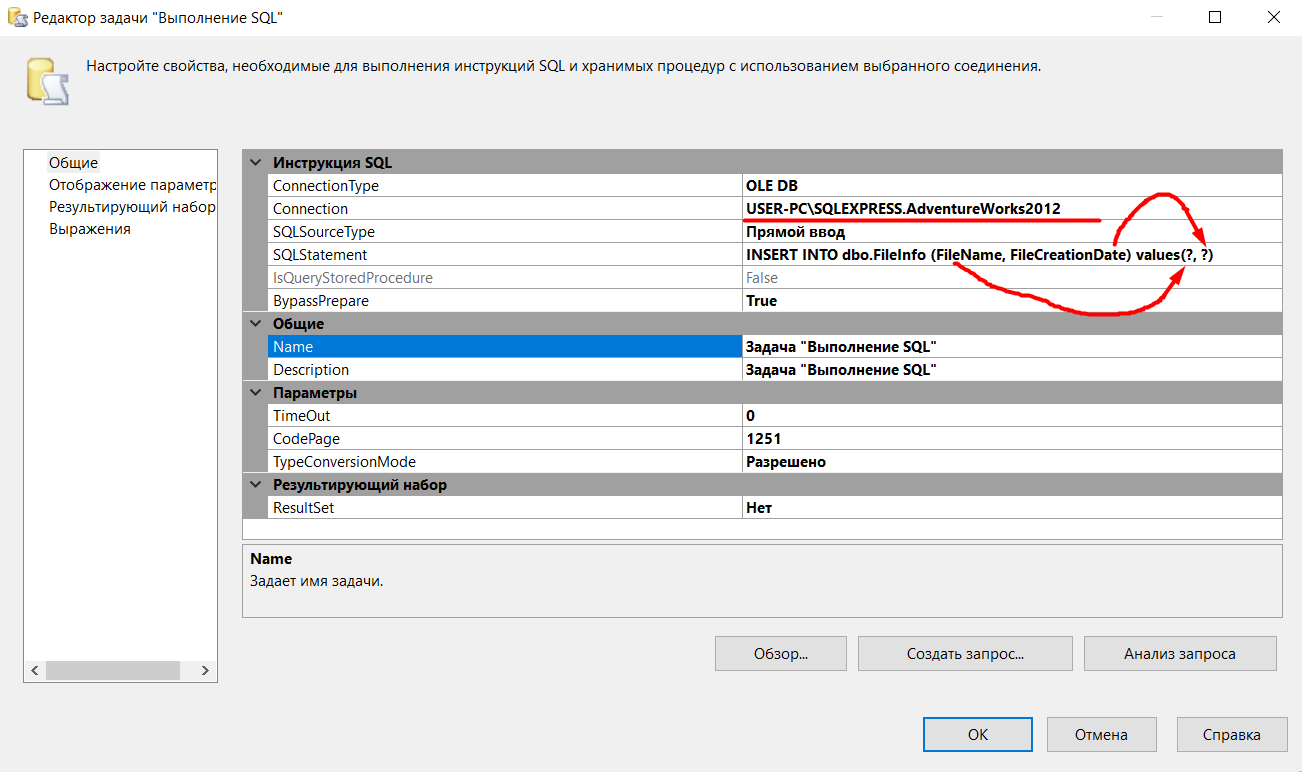 Редактор задачи "Выполнение SQL"
Настройте свойства, необходимые для выполнения инструкций SQL и хранимых процедур с использованием выбранного соединения.
Общие
Отображение параметр
Результирующий набор
Выражения
Инструкция SQL
ConnectionType OLE DB
Connection USER-PC\SQLEXPRESS.AdventureWorks2012
SQLSourceType Прямой ввод
SQLStatement INSERT INTO dbo.FileInfo (FileName, FileCreationDate) values(?, ?)
IsQueryStoredProcedure False
BypassPrepare True
Общие
Name Задача "Выполнение SQL"
Description Задача "Выполнение SQL"
Параметры
TimeOut 0
CodePage 1251
TypeConversionMode Разрешено
Результирующий набор
ResultSet Нет
Name
Задает имя задачи.
Обзор... Создать запрос... Анализ запроса
ОК Отмена Справка